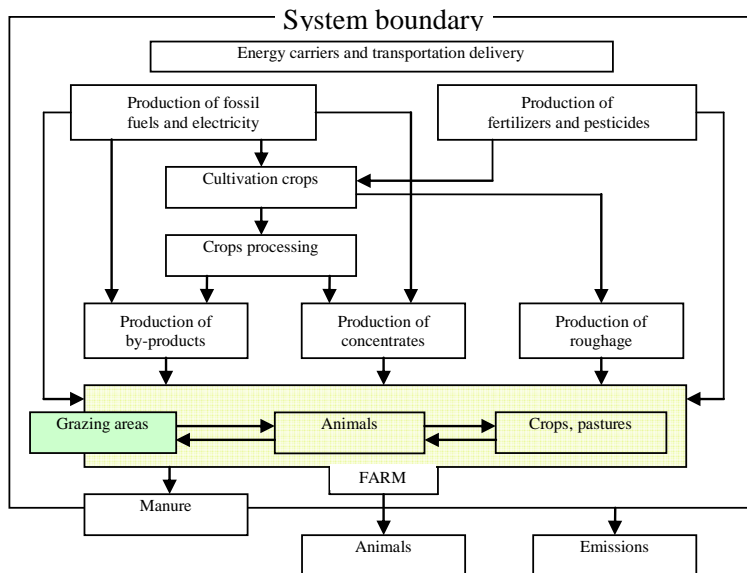 System boundary
Energy carriers and transportation delivery
Production of fossil
fuels and electricity
Production of
fertilizers and pesticides
Cultivation crops
Crops processing
Production of
by-products
Production of
concentrates
Production of
roughage
Grazing areas
Animals
Crops, pastures
FARM
Manure
Animals
Emissions